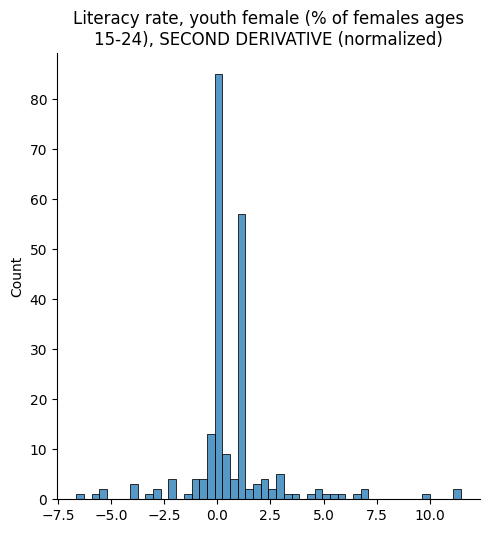 Literacy rate, youth female (% of females ages
15-24), SECOND DERIVATIVE (normalized)
Count
80
70
60
50
40
30
20
10
0
−7.5 −5.0 −2.5 0.0 2.5 5.0 7.5 10.0